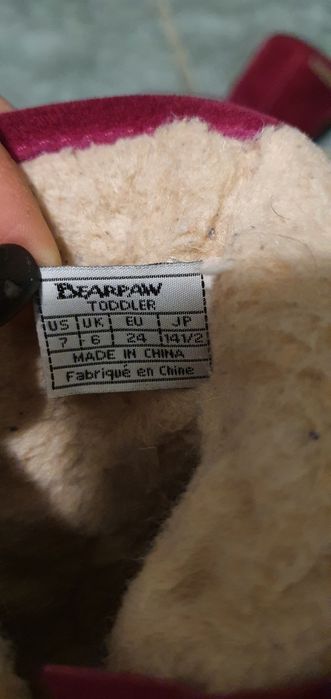 BEARPAW
TODDLER
US UK EU JP
7 6 24 14 1/2
MADE IN CHINA
Fabriqué en Chine